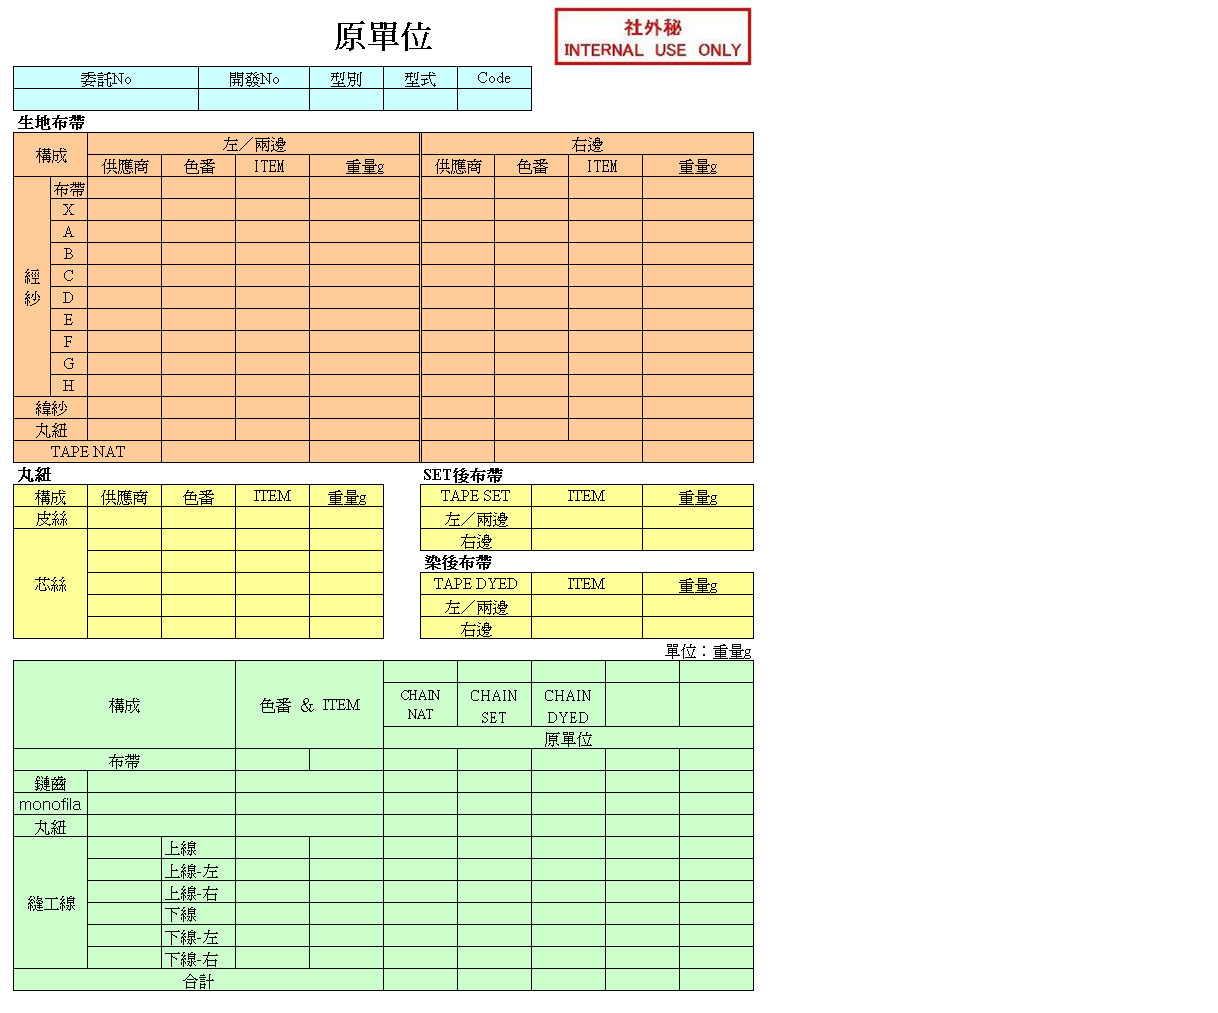 原單位
社外秘
INTERNAL USE ONLY
委託No 開發No 型別 型式 Code
生地布帶
構成 左／兩邊 右邊
供應商 色番 ITEM 重量g 供應商 色番 ITEM 重量g
經紗 布帶
X
A
B
C
D
E
F
G
H
緯紗
丸紐
TAPE NAT
丸紐
構成 供應商 色番 ITEM 重量g
皮絲
芯絲
SET後布帶
TAPE SET ITEM 重量g
左／兩邊
右邊
染後布帶
TAPE DYED ITEM 重量g
左／兩邊
右邊
單位：重量g
構成 色番 ＆ ITEM CHAIN NAT CHAIN SET CHAIN DYED
原單位
布帶
鏈齒
monofila
丸紐
縫工線 上線
上線-左
上線-右
下線
下線-左
下線-右
合計